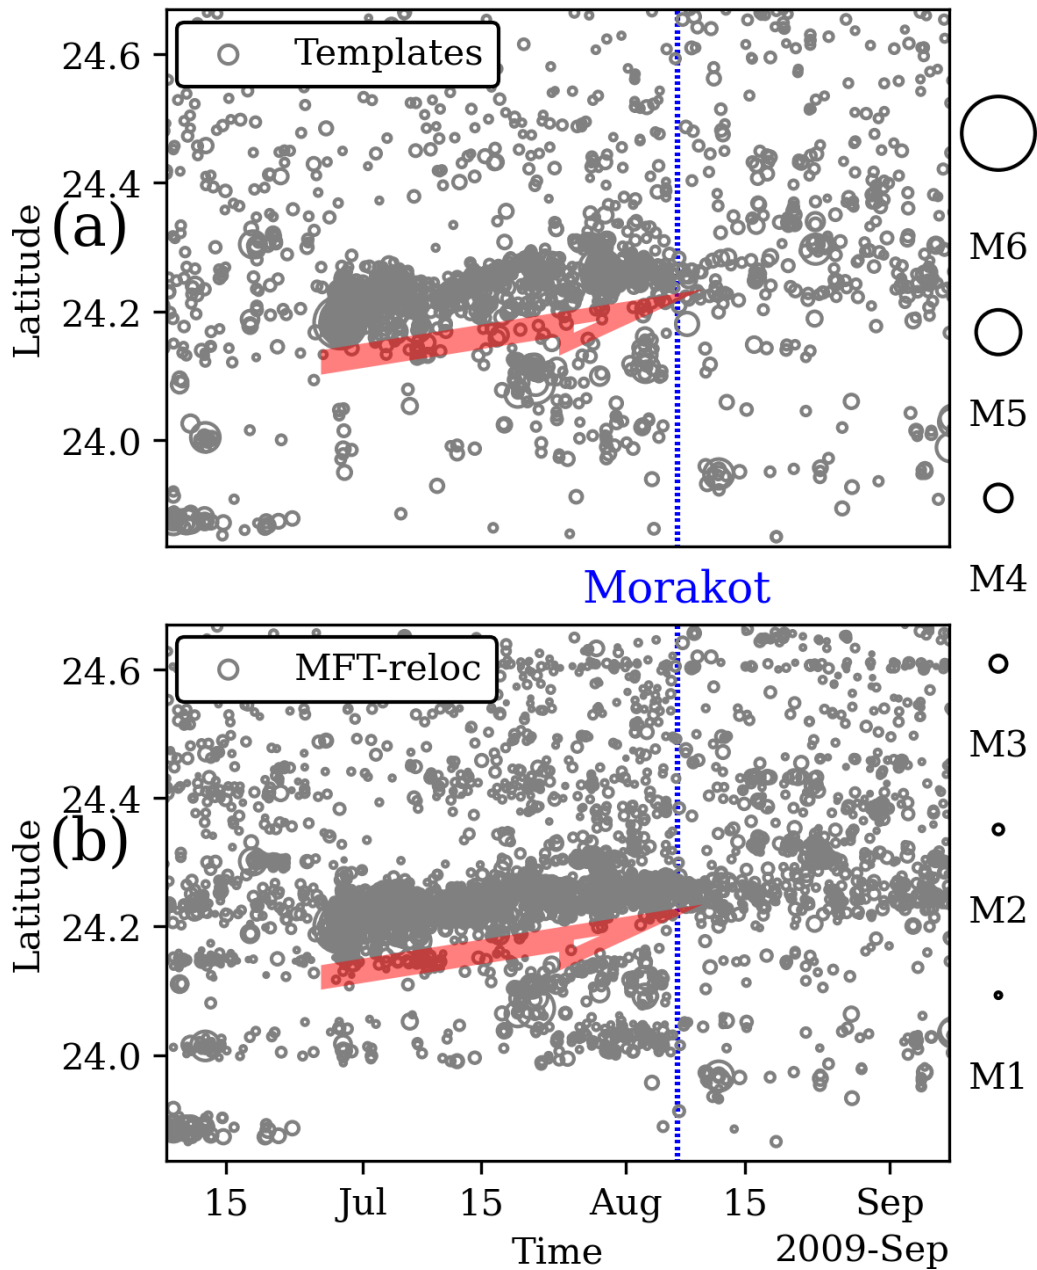 Templates
24.6
24.4
24.2
24.0
Latitude
(a)
M6
M5
M4
M3
M2
M1
Morakot
MFT-reloc
24.6
24.4
24.2
24.0
Latitude
(b)
15
Jul
15
Aug
15
Sep
Time
2009-Sep